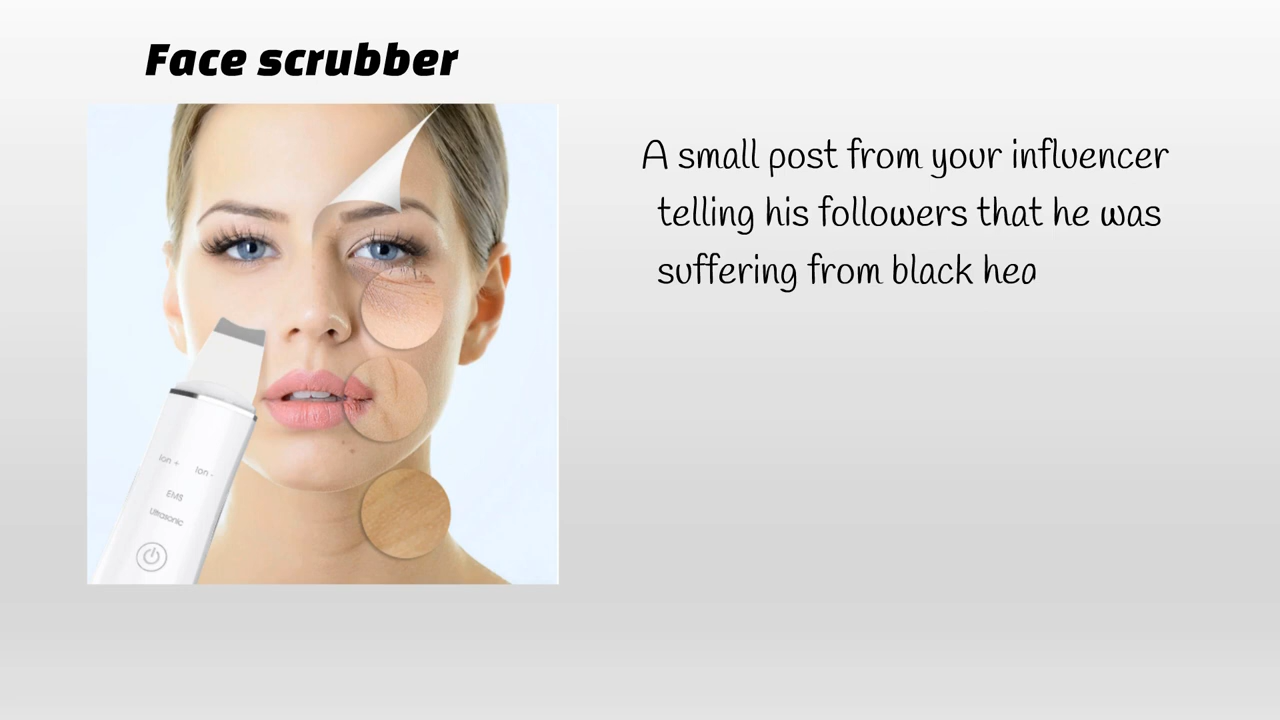 Face scrubber
A small post from your influencer
telling his followers that he was
suffering from black hea
Ion + Ion -
EMS
Ultrasonic